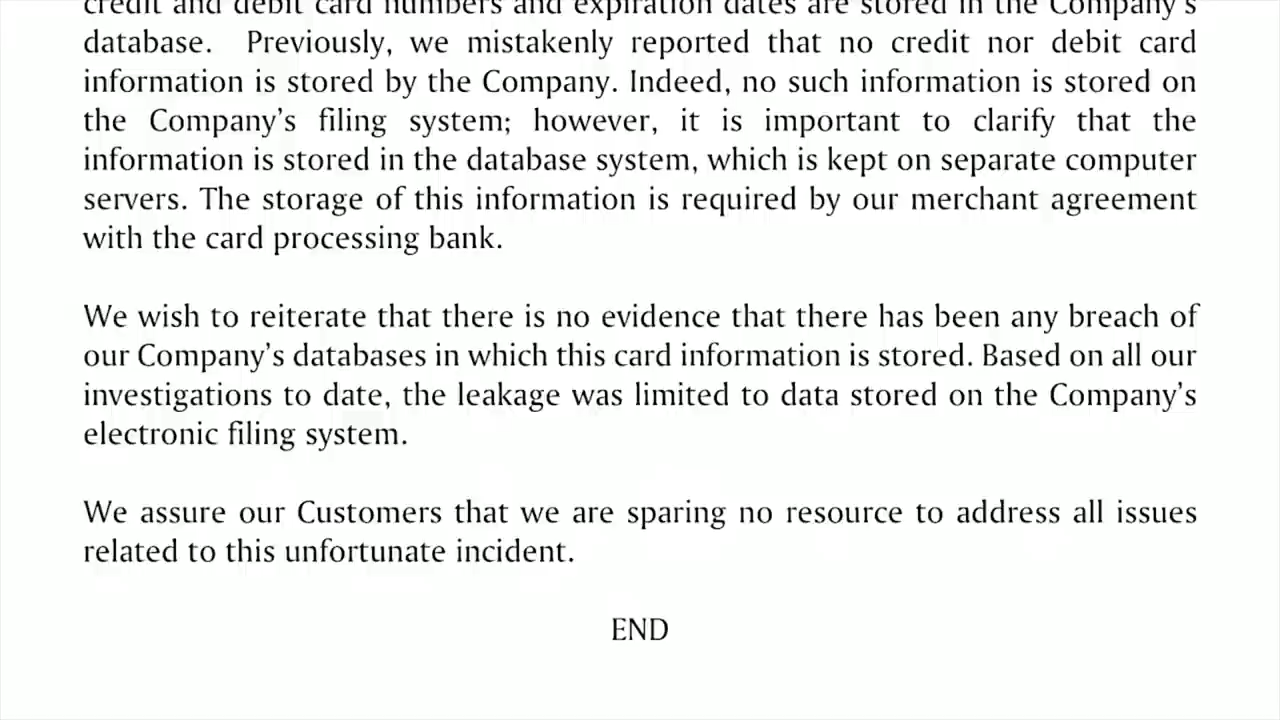 credit and debit card numbers and expiration dates are stored in the Company's
database.  Previously, we mistakenly reported that no credit nor debit card
information is stored by the Company. Indeed, no such information is stored on
the Company’s filing system; however, it is important to clarify that the
information is stored in the database system, which is kept on separate computer
servers. The storage of this information is required by our merchant agreement
with the card processing bank.
We wish to reiterate that there is no evidence that there has been any breach of
our Company’s databases in which this card information is stored. Based on all our
investigations to date, the leakage was limited to data stored on the Company’s
electronic filing system.
We assure our Customers that we are sparing no resource to address all issues
related to this unfortunate incident.
END